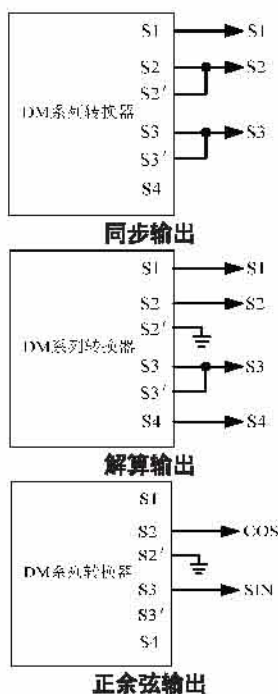 S1 S1
S2 S2
S2′
DM系列转换器
S3 S3
S3′
S4
同步输出
S1 S1
S2 S2
S2′
DM系列转换器
S3 S3
S3′
S4 S4
解算输出
S1
S2 COS
S2′
DM系列转换器
S3 SIN
S3′
S4
正余弦输出